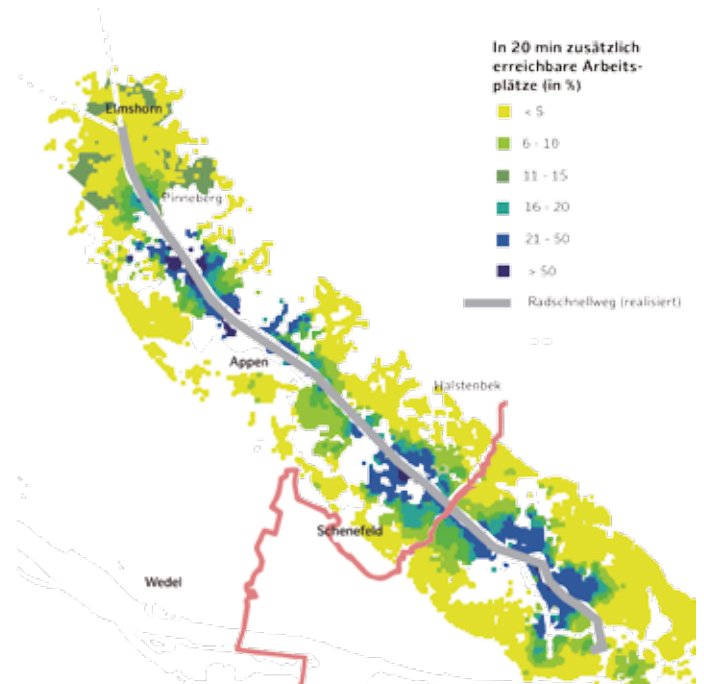 In 20 min zusätzlich
erreichbare Arbeits-
plätze (in %)
< 5
6 - 10
11 - 15
16 - 20
21 - 50
> 50
Radschnellweg (realisiert)
Elmshorn
Pinneberg
Appen
Halstenbek
Schenefeld
Wedel